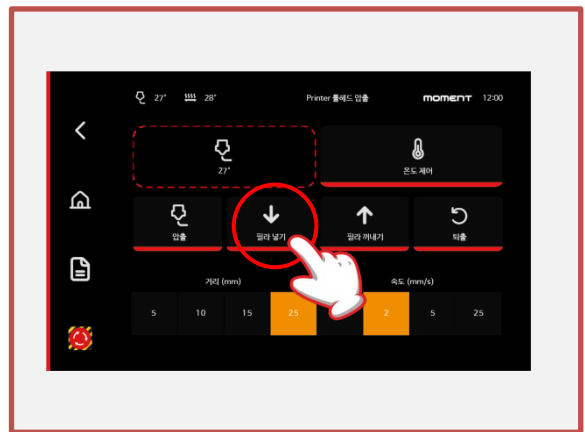 27° 28° Printer 툴헤드 압출 MOMENT 12:00
27°
온도 제어
압출 필라 넣기 필라 꺼내기 퇴출
거리 (mm) 속도 (mm/s)
5 10 15 25 2 5 25